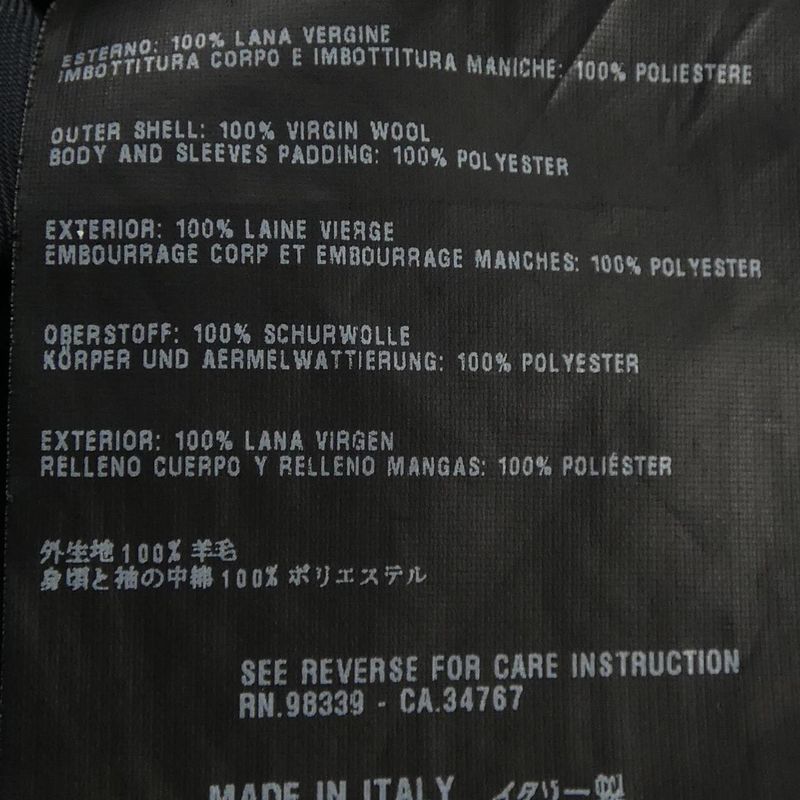 ESTERNO: 100% LANA VERGINE
IMBOTTITURA CORPO E IMBOTTITURA MANICHE: 100% POLIESTERE
OUTER SHELL: 100% VIRGIN WOOL
BODY AND SLEEVES PADDING: 100% POLYESTER
EXTERIOR: 100% LAINE VIERGE
EMBOURRAGE CORP ET EMBOURRAGE MANCHES: 100% POLYESTER
OBERSTOFF: 100% SCHURWOLLE
KÖRPER UND AERMELWATTIERUNG: 100% POLYESTER
EXTERIOR: 100% LANA VIRGEN
RELLENO CUERPO Y RELLENO MANGAS: 100% POLIÉSTER
外生地100% 羊毛
身頃と袖の中綿100% ポリエステル
SEE REVERSE FOR CARE INSTRUCTION
RN.98339 - CA.34767
MADE IN ITALY イタリー製